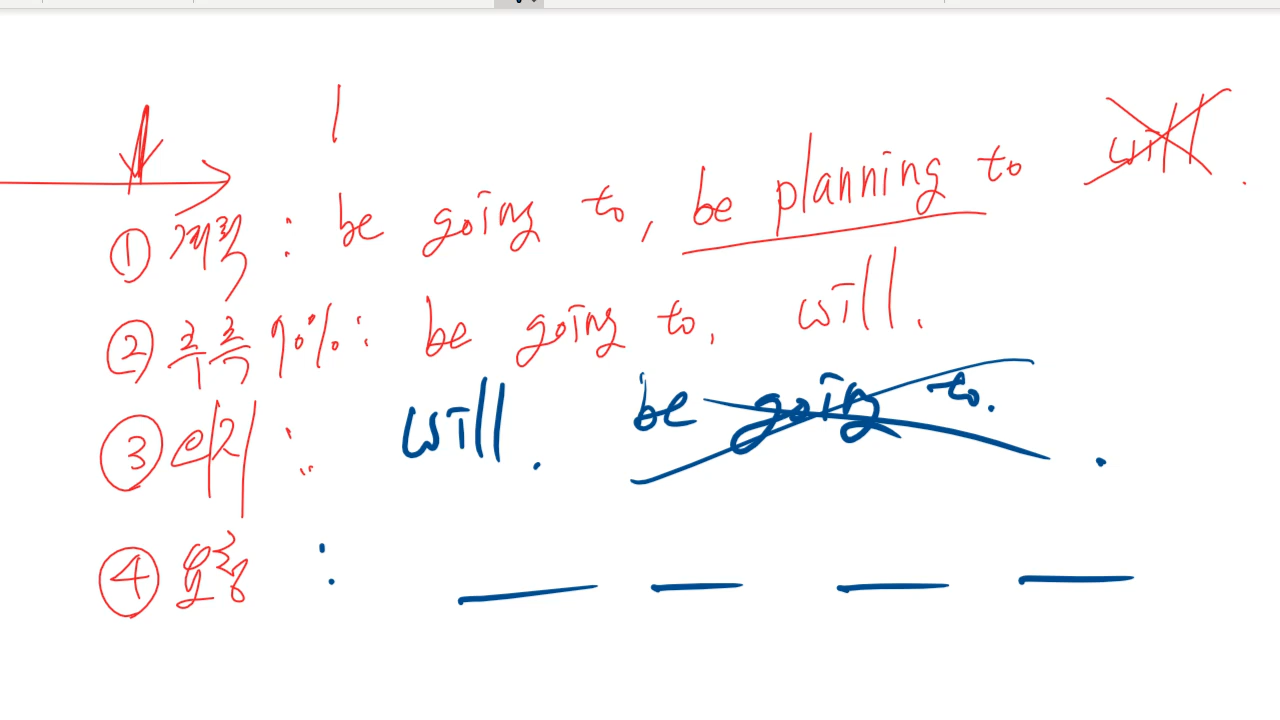 ① 계획 : be going to, be planning to will.
② 추측 90% : be going to, will.
③ 의지 : will. be going to.
④ 요청 :